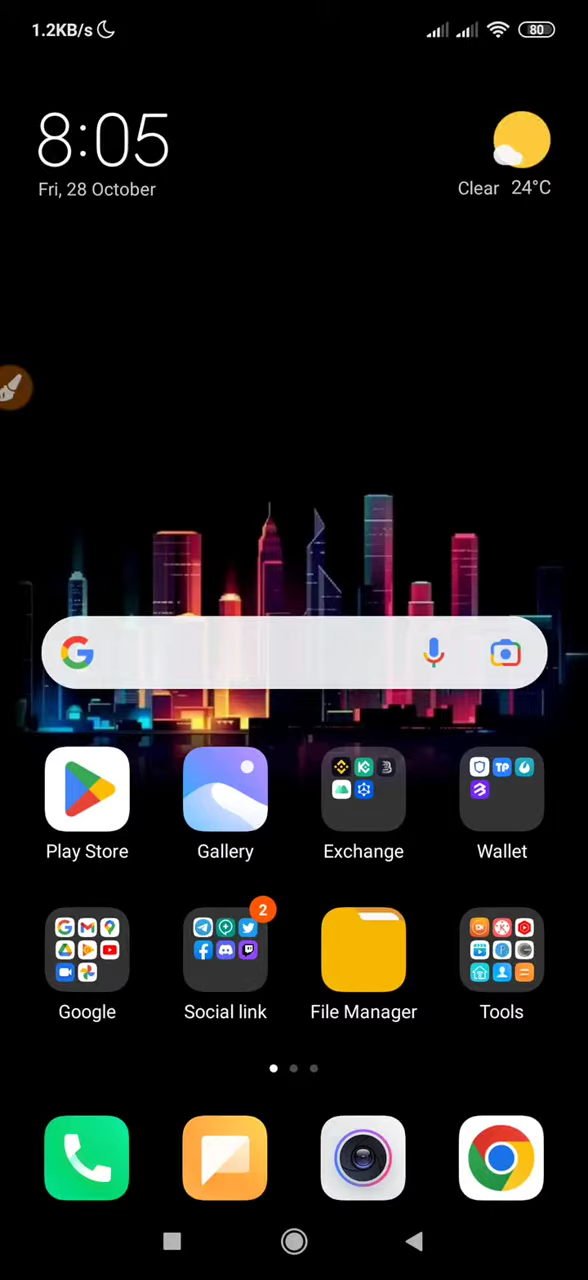 1.2KB/s
80
8:05
Fri, 28 October
Clear 24°C
Play Store
Gallery
Exchange
Wallet
2
Google
Social link
File Manager
Tools